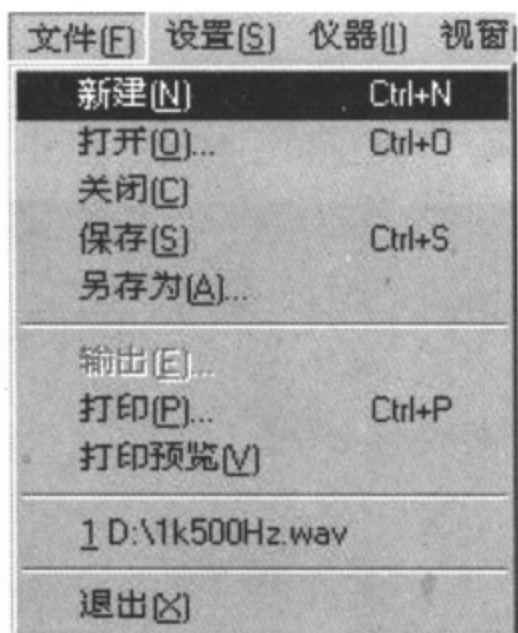 文件(F) 设置(S) 仪器(I) 视窗(
新建(N) Ctrl+N
打开(O)... Ctrl+O
关闭(C)
保存(S) Ctrl+S
另存为(A)...
输出(E)...
打印(P)... Ctrl+P
打印预览(V)
1 D:\1k500Hz.wav
退出(X)